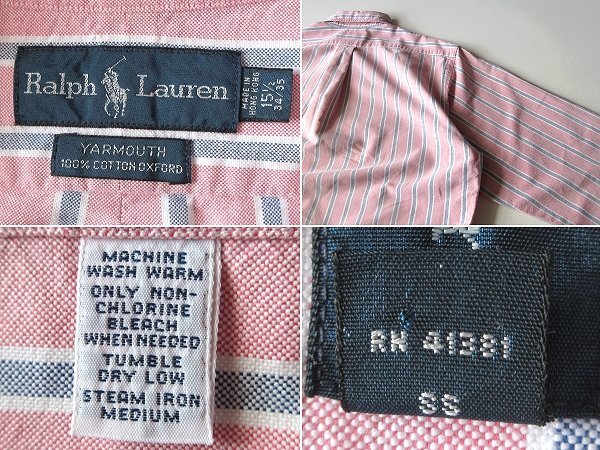 Ralph Lauren
MADE IN
HONG KONG
15½
34/35
YARMOUTH
100% COTTON OXFORD
MACHINE
WASH WARM
ONLY NON-
CHLORINE
BLEACH
WHEN NEEDED
TUMBLE
DRY LOW
STEAM IRON
MEDIUM
RN 41381
SS